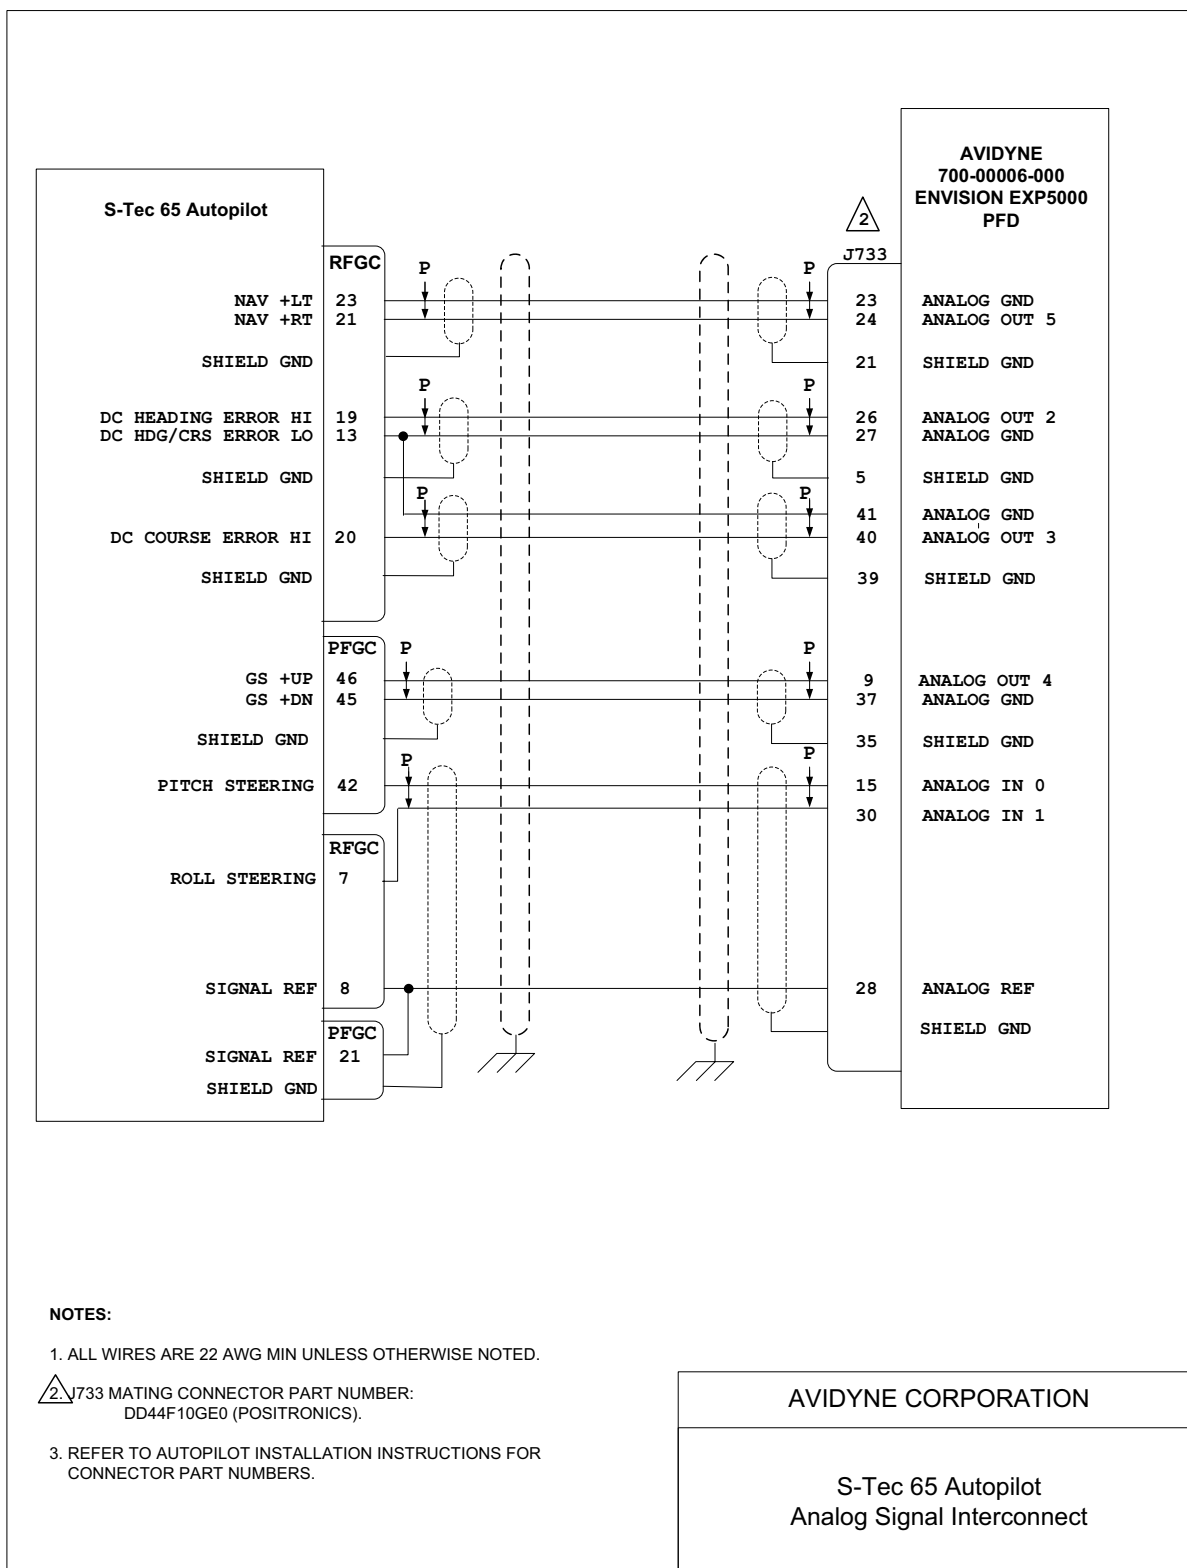 AVIDYNE
700-00006-000
ENVISION EXP5000
PFD
S-Tec 65 Autopilot
2
J733
RFGC
P P
NAV +LT 23 23 ANALOG GND
NAV +RT 21 24 ANALOG OUT 5
SHIELD GND 21 SHIELD GND
P P
DC HEADING ERROR HI 19 26 ANALOG OUT 2
DC HDG/CRS ERROR LO 13 27 ANALOG GND
SHIELD GND 5 SHIELD GND
P P
41 ANALOG GND
DC COURSE ERROR HI 20 40 ANALOG OUT 3
SHIELD GND 39 SHIELD GND
PFGC P P
GS +UP 46 9 ANALOG OUT 4
GS +DN 45 37 ANALOG GND
SHIELD GND 35 SHIELD GND
P P
PITCH STEERING 42 15 ANALOG IN 0
30 ANALOG IN 1
RFGC
ROLL STEERING 7
SIGNAL REF 8 28 ANALOG REF
PFGC SHIELD GND
SIGNAL REF 21
SHIELD GND
NOTES:
1. ALL WIRES ARE 22 AWG MIN UNLESS OTHERWISE NOTED.
2. J733 MATING CONNECTOR PART NUMBER:
DD44F10GE0 (POSITRONICS).
3. REFER TO AUTOPILOT INSTALLATION INSTRUCTIONS FOR
CONNECTOR PART NUMBERS.
AVIDYNE CORPORATION
S-Tec 65 Autopilot
Analog Signal Interconnect